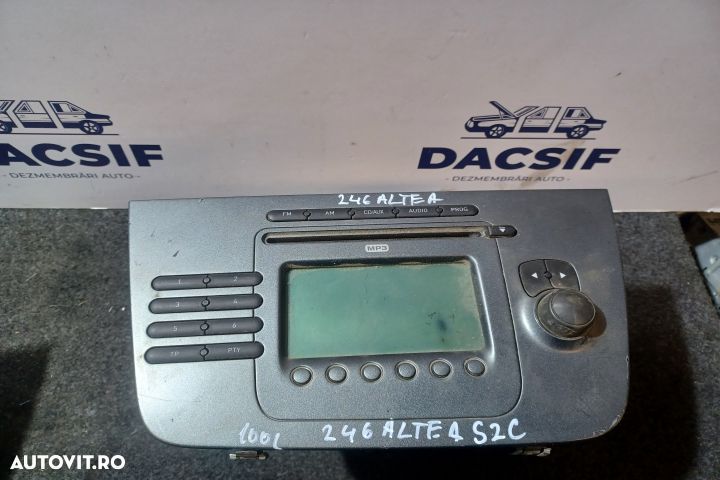 DACSIF
DEZMEMBRĂRI AUTO
DACSIF
DEZMEMBRĂRI AUTO
246 ALTEA
FM AM CD/AUX AUDIO PROG
MP3
1 2
3 4
5 6
TP PTY
100L 246 ALTEA S2C
AUTOVIT.RO